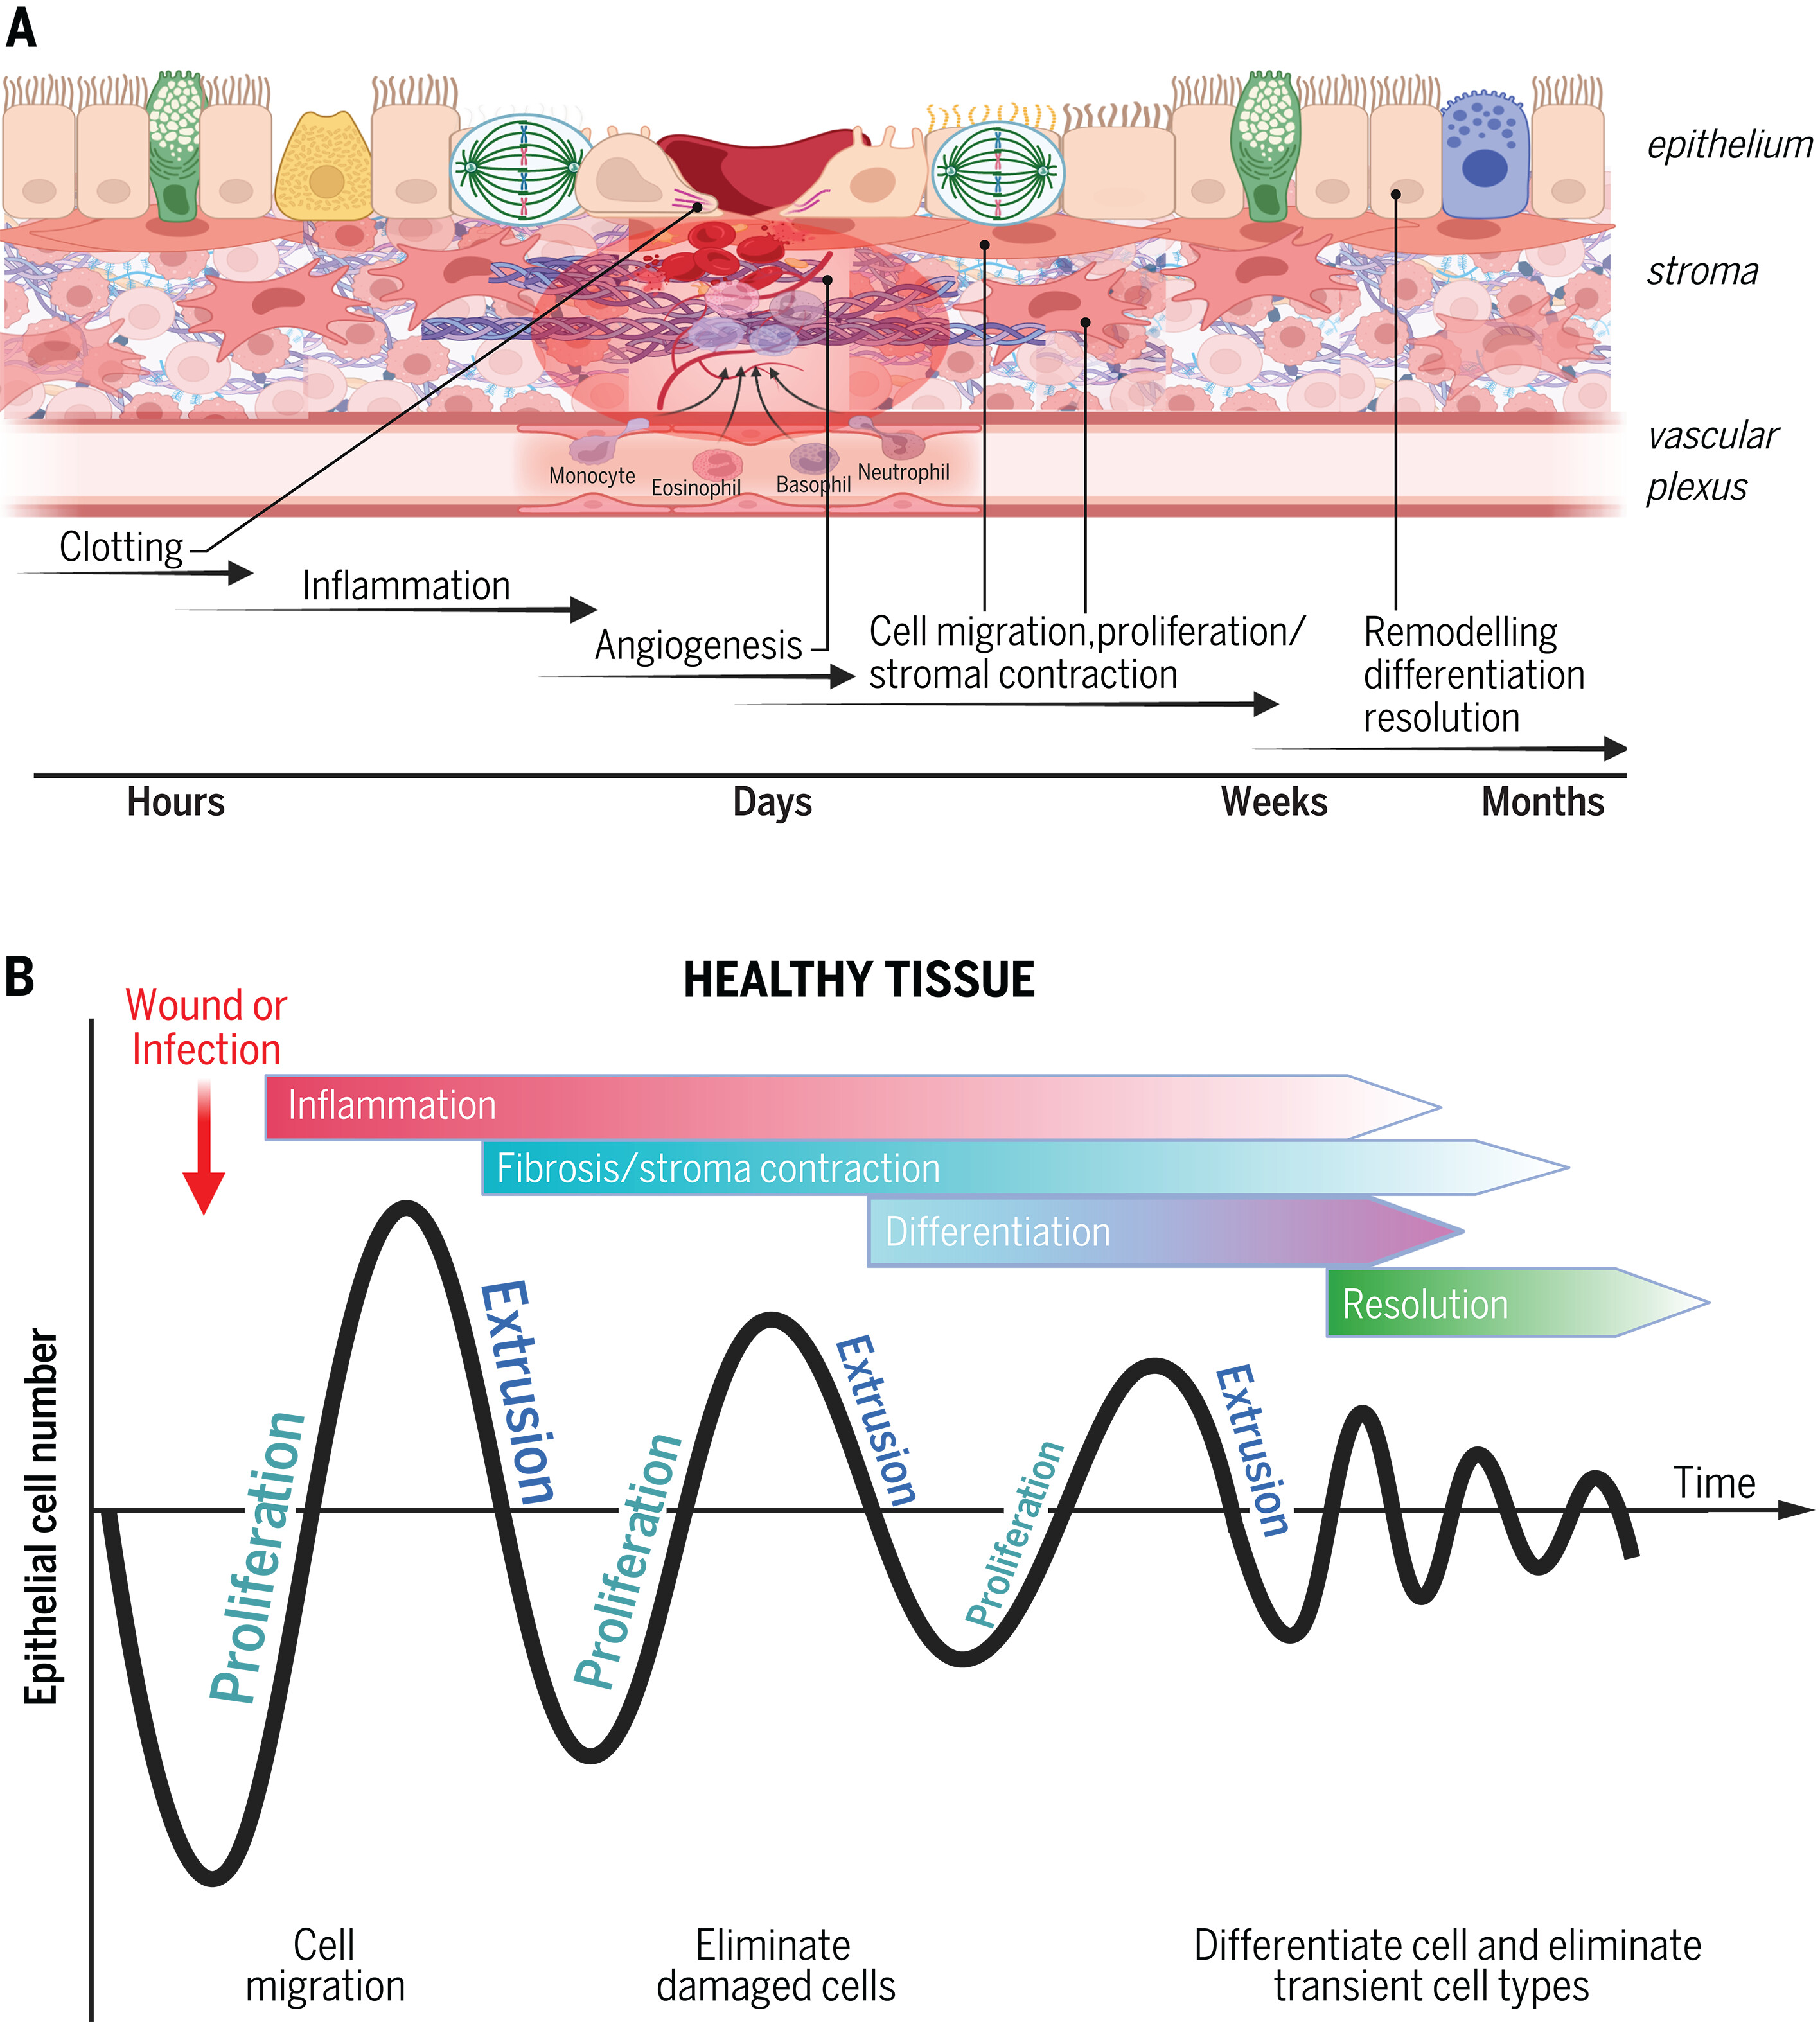 A
epithelium
stroma
vascular
plexus
Monocyte
Eosinophil
Basophil
Neutrophil
Clotting
Inflammation
Angiogenesis
Cell migration,proliferation/
stromal contraction
Remodelling
differentiation
resolution
Hours
Days
Weeks
Months
B
HEALTHY TISSUE
Wound or
Infection
Inflammation
Fibrosis/stroma contraction
Differentiation
Resolution
Epithelial cell number
Proliferation
Extrusion
Proliferation
Extrusion
Proliferation
Extrusion
Time
Cell
migration
Eliminate
damaged cells
Differentiate cell and eliminate
transient cell types